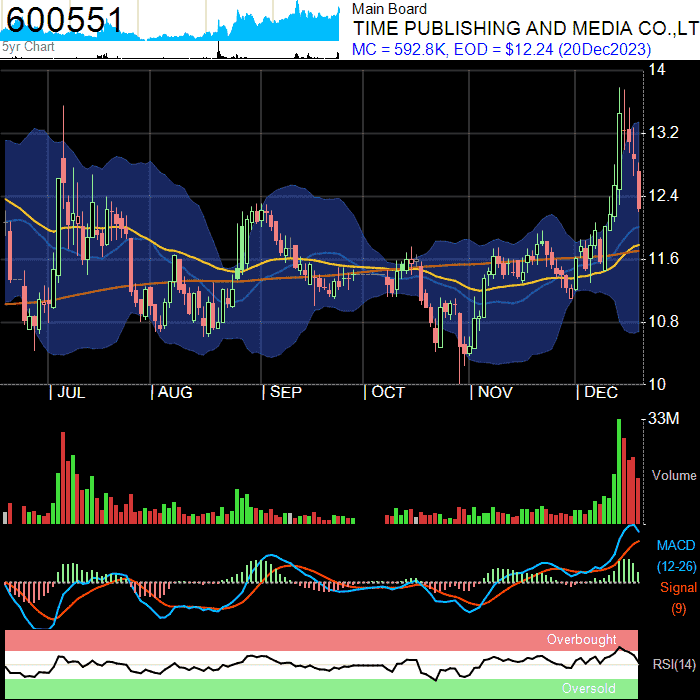 600551
5yr Chart
Main Board
TIME PUBLISHING AND MEDIA CO.,LT
MC = 592.8K, EOD = $12.24 (20Dec2023)
14
13.2
12.4
11.6
10.8
10
| JUL | AUG | SEP | OCT | NOV | DEC
33M
Volume
MACD
(12-26)
Signal
(9)
Overbought
RSI(14)
Oversold